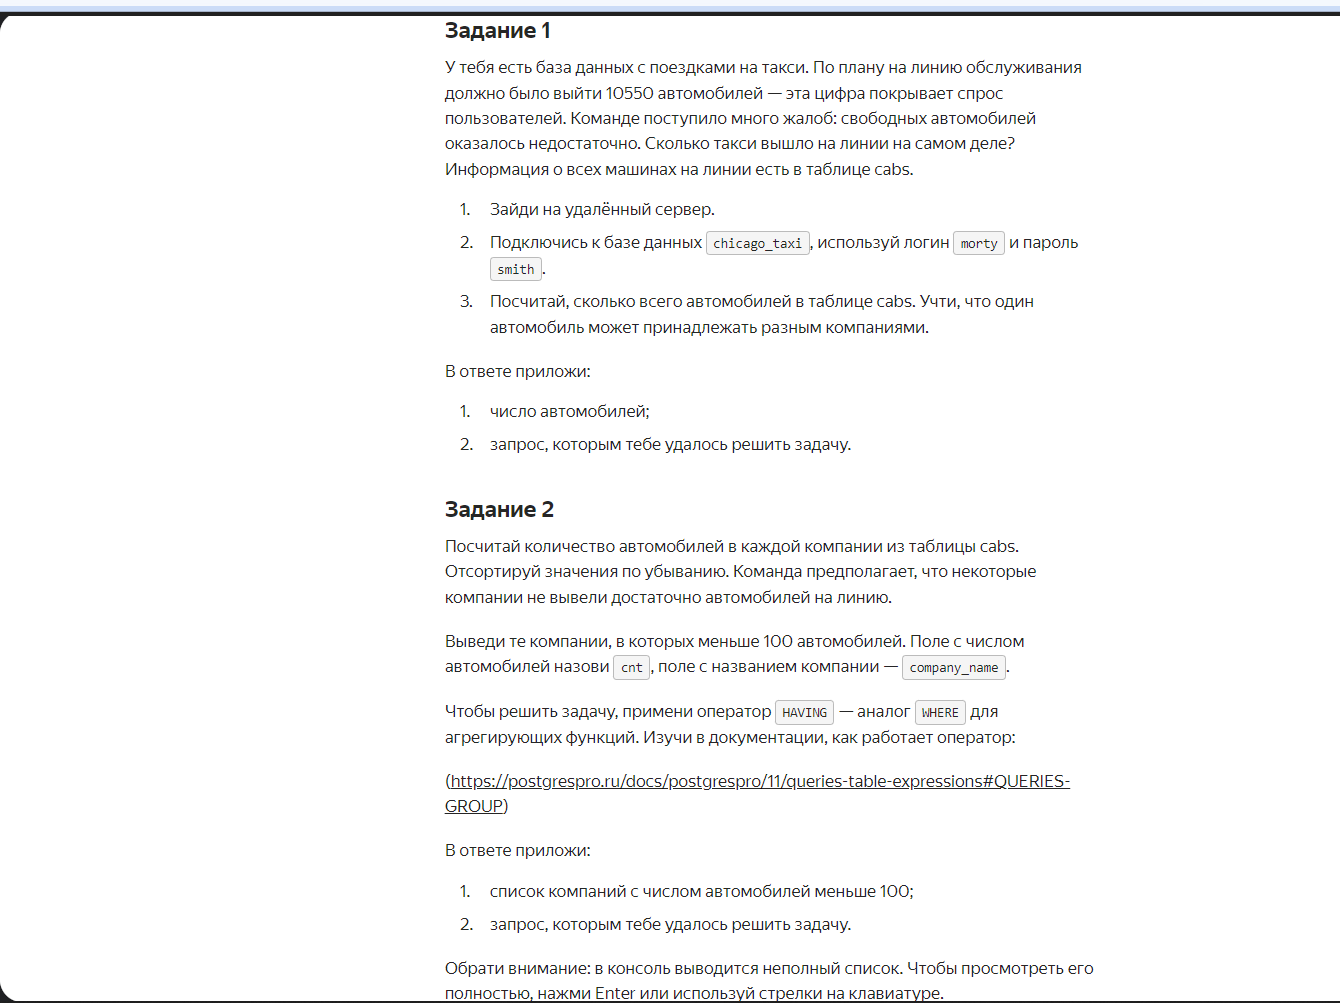 Задание 1
У тебя есть база данных с поездками на такси. По плану на линию обслуживания
должно было выйти 10550 автомобилей — эта цифра покрывает спрос
пользователей. Команде поступило много жалоб: свободных автомобилей
оказалось недостаточно. Сколько такси вышло на линии на самом деле?
Информация о всех машинах на линии есть в таблице cabs.
1. Зайди на удалённый сервер.
2. Подключись к базе данных chicago_taxi, используй логин morty и пароль
smith.
3. Посчитай, сколько всего автомобилей в таблице cabs. Учти, что один
автомобиль может принадлежать разным компаниями.
В ответе приложи:
1. число автомобилей;
2. запрос, которым тебе удалось решить задачу.
Задание 2
Посчитай количество автомобилей в каждой компании из таблицы cabs.
Отсортируй значения по убыванию. Команда предполагает, что некоторые
компании не вывели достаточно автомобилей на линию.
Выведи те компании, в которых меньше 100 автомобилей. Поле с числом
автомобилей назови cnt, поле с названием компании — company_name.
Чтобы решить задачу, примени оператор HAVING — аналог WHERE для
агрегирующих функций. Изучи в документации, как работает оператор:
(https://postgrespro.ru/docs/postgrespro/11/queries-table-expressions#QUERIES-
GROUP)
В ответе приложи:
1. список компаний с числом автомобилей меньше 100;
2. запрос, которым тебе удалось решить задачу.
Обрати внимание: в консоль выводится неполный список. Чтобы просмотреть его
полностью, нажми Enter или используй стрелки на клавиатуре.